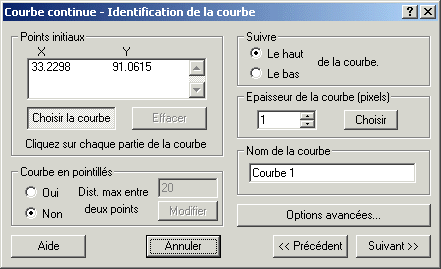 Courbe continue - Identification de la courbe
Points initiaux
X Y
33.2298 91.0615
Choisir la courbe
Effacer
Cliquez sur chaque partie de la courbe
Courbe en pointillés
Oui
Non
Dist. max entre
deux points
20
Modifier
Suivre
Le haut
Le bas
de la courbe.
Epaisseur de la courbe (pixels)
1
Choisir
Nom de la courbe
Courbe 1
Options avancées...
Aide
Annuler
<< Précédent
Suivant >>